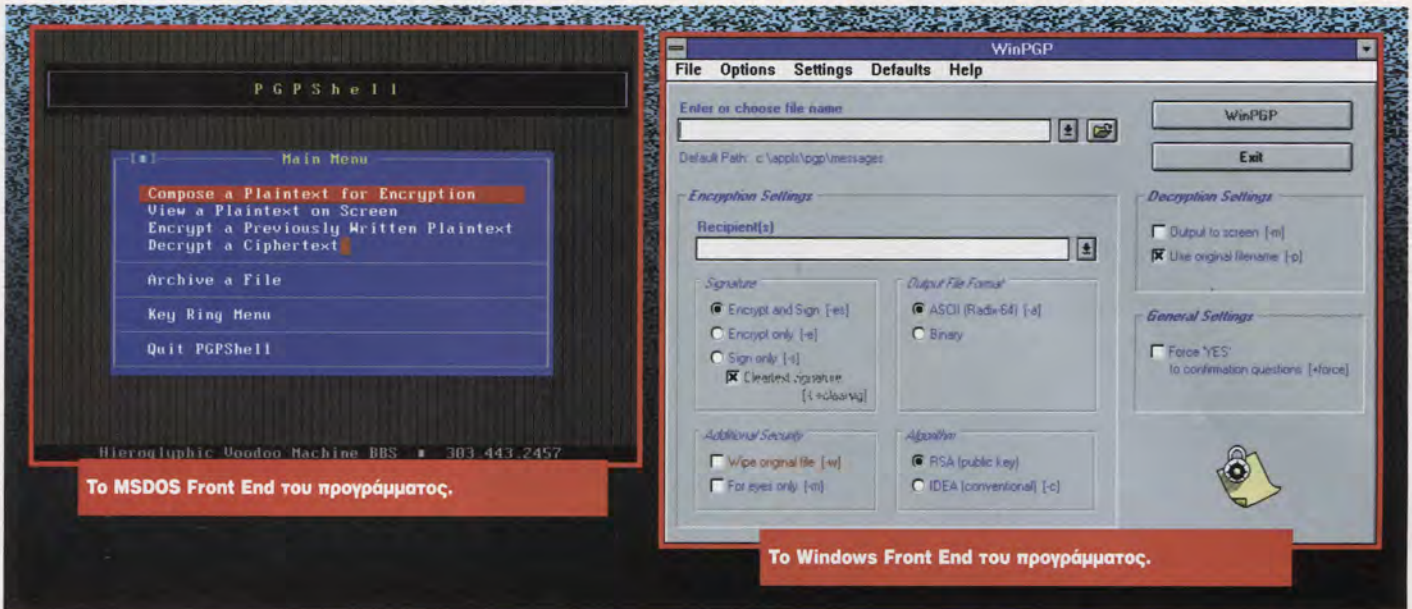 PGPShell
Main Menu
Compose a Plaintext for Encryption
View a Plaintext on Screen
Encrypt a Previously Written Plaintext
Decrypt a Ciphertext
Archive a File
Key Ring Menu
Quit PGPShell
Hieroglyphic Voodoo Machine BBS ■ 303.443.2457
Το MSDOS Front End του προγράμματος.
WinPGP
File Options Settings Defaults Help
Enter or choose file name
Default Path: c:\appls\pgp\messages
WinPGP
Exit
Encryption Settings
Recipient(s)
Signature
Encrypt and Sign [-es]
Encrypt only [-e]
Sign only [-s]
Cleartext signature
Output File Format
ASCII (Radix-64) [-a]
Binary
Additional Security
Wipe original file [-w]
For eyes only [-m]
Algorithm
RSA (public key)
IDEA (conventional) [-c]
Decryption Settings
Output to screen [-m]
Use original filename [-p]
General Settings
Force 'YES'
to confirmation questions [+force]
Το Windows Front End του προγράμματος.